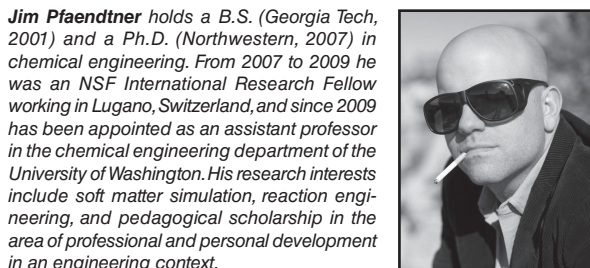 Jim Pfaendtner holds a B.S. (Georgia Tech,
2001) and a Ph.D. (Northwestern, 2007) in
chemical engineering. From 2007 to 2009 he
was an NSF International Research Fellow
working in Lugano, Switzerland, and since 2009
has been appointed as an assistant professor
in the chemical engineering department of the
University of Washington. His research interests
include soft matter simulation, reaction engi-
neering, and pedagogical scholarship in the
area of professional and personal development
in an engineering context.